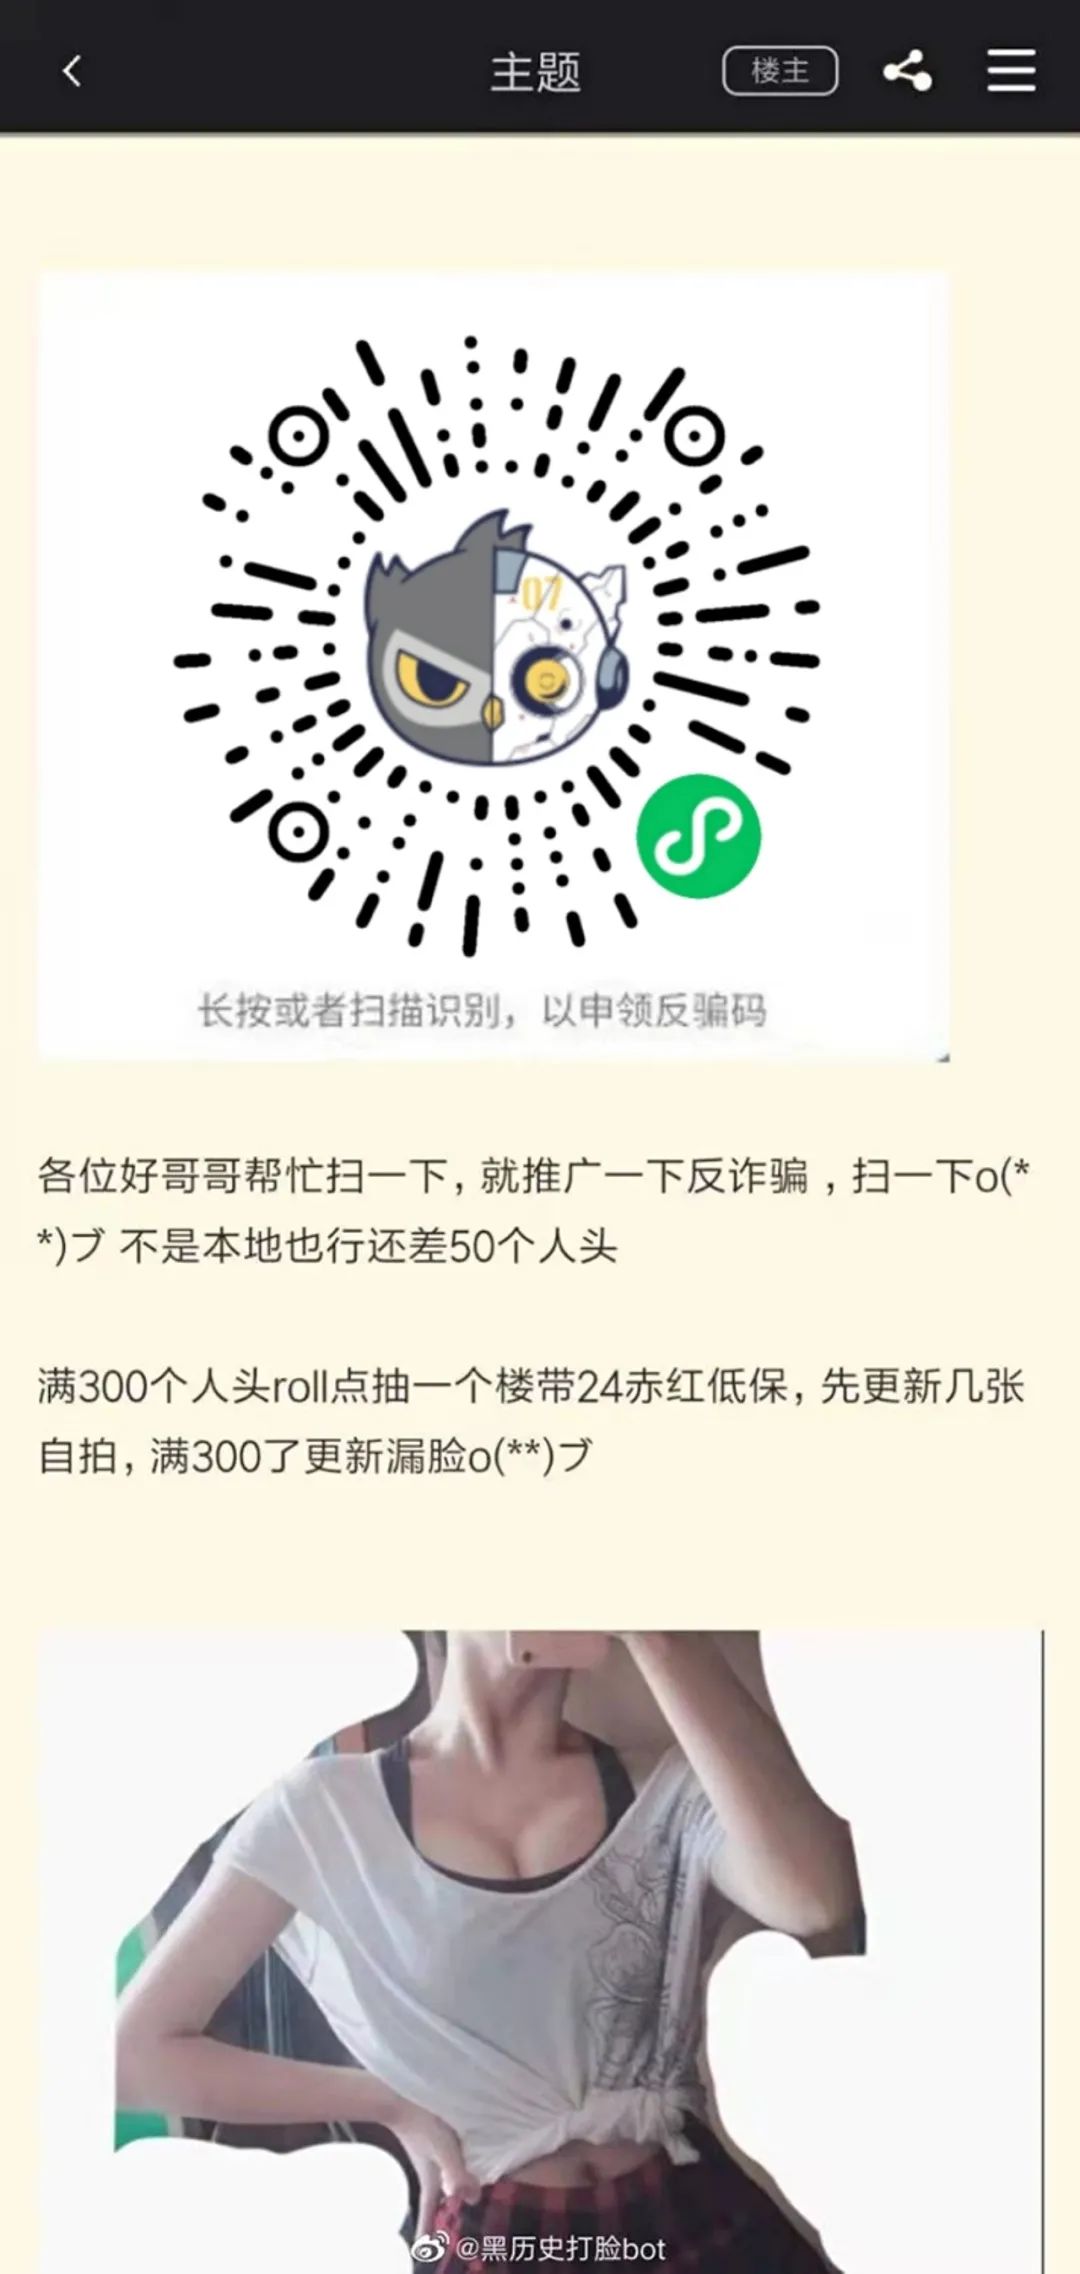 主题
楼主
07
长按或者扫描识别，以申领反骗码
各位好哥哥帮忙扫一下，就推广一下反诈骗，扫一下o(*
*)ブ 不是本地也行还差50个人头
满300个人头roll点抽一个楼带24赤红低保，先更新几张
自拍，满300了更新漏脸o(**)ブ
@黑历史打脸bot